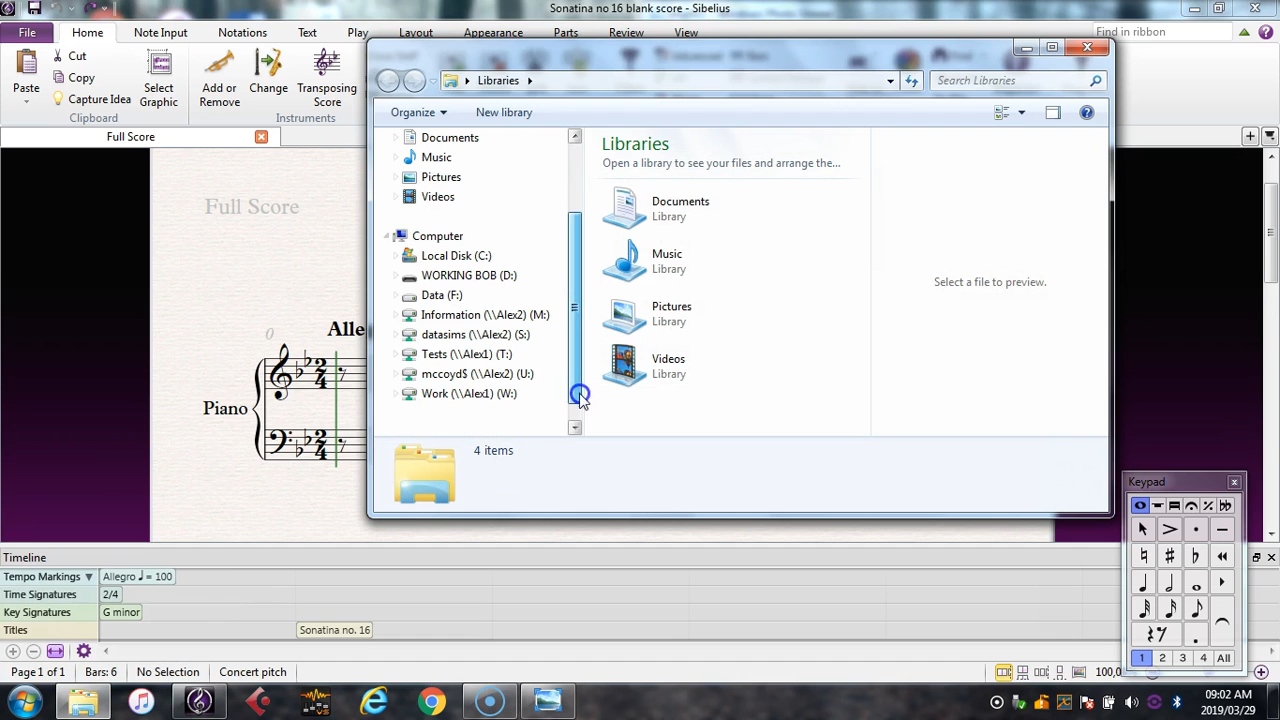 Sonatina no 16 blank score - Sibelius
File Home Note Input Notations Text Play Layout Appearance Parts Review View Find in ribbon
Paste
Cut
Copy
Capture Idea
Clipboard
Select Graphic
Add or Remove
Change
Transposing Score
Instruments
Full Score
Full Score
Alle
0
Piano
Libraries
Search Libraries
Organize New library
Documents
Music
Pictures
Videos
Computer
Local Disk (C:)
WORKING BOB (D:)
Data (F:)
Information (\\Alex2) (M:)
datasims (\\Alex2) (S:)
Tests (\\Alex1) (T:)
mccoyd$ (\\Alex2) (U:)
Work (\\Alex1) (W:)
Libraries
Open a library to see your files and arrange the...
Documents
Library
Music
Library
Pictures
Library
Videos
Library
Select a file to preview.
4 items
Keypad
1 2 3 4 All
Timeline
Tempo Markings Allegro ♩ = 100
Time Signatures 2/4
Key Signatures G minor
Titles Sonatina no. 16
Page 1 of 1 Bars: 6 No Selection Concert pitch 100,0
09:02 AM
2019/03/29